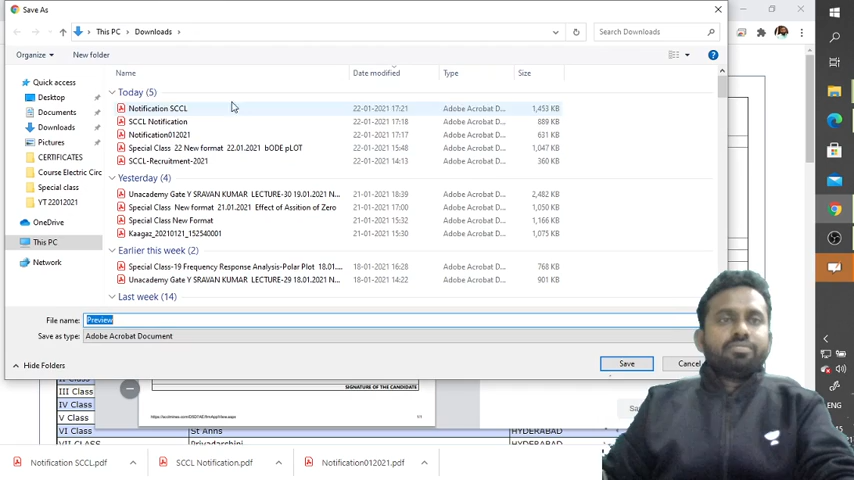 Save As
This PC > Downloads >
Search Downloads
Organize
New folder
Name
Date modified
Type
Size
Quick access
Desktop
Documents
Downloads
Pictures
CERTIFICATES
Course Electric Circ
Special class
YT 22012021
OneDrive
This PC
Network
Today (5)
Notification SCCL 22-01-2021 17:21 Adobe Acrobat D... 1,453 KB
SCCL Notification 22-01-2021 17:18 Adobe Acrobat D... 889 KB
Notification012021 22-01-2021 17:21 Adobe Acrobat D... 631 KB
Special Class 22 New format 22.01.2021 bODE pLOT 22-01-2021 15:48 Adobe Acrobat D... 1,047 KB
SCCL-Recruitment-2021 22-01-2021 14:13 Adobe Acrobat D... 360 KB
Yesterday (4)
Unacademy Gate Y SRAVAN KUMAR LECTURE-30 19.01.2021 N... 21-01-2021 18:39 Adobe Acrobat D... 2,482 KB
Special Class New format 21.01.2021 Effect of Assition of Zero 21-01-2021 17:00 Adobe Acrobat D... 1,050 KB
Special Class New Format 21-01-2021 15:32 Adobe Acrobat D... 1,166 KB
Kaagaz_20210121_152540001 21-01-2021 15:30 Adobe Acrobat D... 1,075 KB
Earlier this week (2)
Special Class-19 Frequency Response Analysis-Polar Plot 18.01.... 18-01-2021 16:28 Adobe Acrobat D... 768 KB
Unacademy Gate Y SRAVAN KUMAR LECTURE-29 18.01.2021 N... 18-01-2021 14:22 Adobe Acrobat D... 901 KB
Last week (14)
File name: Preview
Save as type: Adobe Acrobat Document
Hide Folders
Save
Cancel
SIGNATURE OF THE CANDIDATE
1/1
III Class
IV Class
V Class
VI Class St Anns HYDERABAD
VII Class Priyadarshini HYDERABAD
ENG
Notification SCCL.pdf
SCCL Notification.pdf
Notification012021.pdf